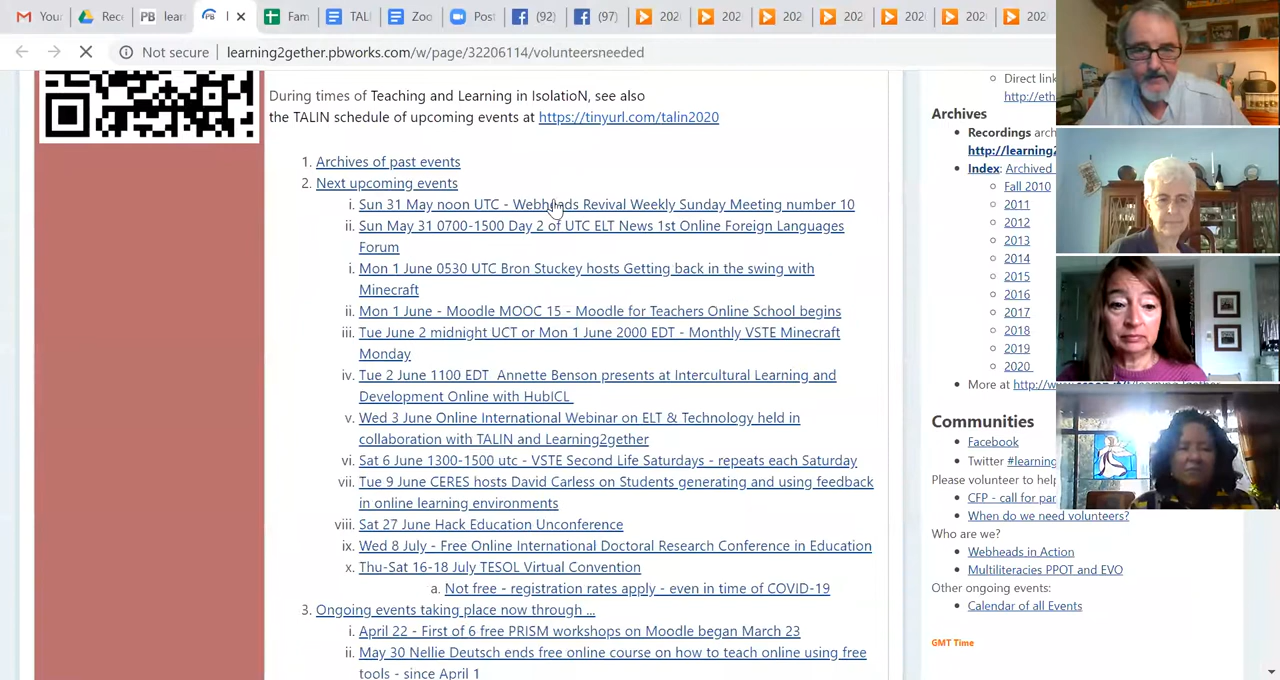 You
Rec
PB lear
Fam
TAL
Zoo
Post
(92)
(97)
202
202
202
202
202
202
202
Not secure
learning2gether.pbworks.com/w/page/32206114/volunteersneeded
During times of Teaching and Learning in IsolatioN, see also
the TALIN schedule of upcoming events at https://tinyurl.com/talin2020
1. Archives of past events
2. Next upcoming events
i. Sun 31 May noon UTC - Webheads Revival Weekly Sunday Meeting number 10
ii. Sun May 31 0700-1500 Day 2 of UTC ELT News 1st Online Foreign Languages
Forum
i. Mon 1 June 0530 UTC Bron Stuckey hosts Getting back in the swing with
Minecraft
ii. Mon 1 June - Moodle MOOC 15 - Moodle for Teachers Online School begins
iii. Tue June 2 midnight UCT or Mon 1 June 2000 EDT - Monthly VSTE Minecraft
Monday
iv. Tue 2 June 1100 EDT  Annette Benson presents at Intercultural Learning and
Development Online with HubICL
v. Wed 3 June Online International Webinar on ELT & Technology held in
collaboration with TALIN and Learning2gether
vi. Sat 6 June 1300-1500 utc - VSTE Second Life Saturdays - repeats each Saturday
vii. Tue 9 June CERES hosts David Carless on Students generating and using feedback
in online learning environments
viii. Sat 27 June Hack Education Unconference
ix. Wed 8 July - Free Online International Doctoral Research Conference in Education
x. Thu-Sat 16-18 July TESOL Virtual Convention
a. Not free - registration rates apply - even in time of COVID-19
3. Ongoing events taking place now through ...
i. April 22 - First of 6 free PRISM workshops on Moodle began March 23
ii. May 30 Nellie Deutsch ends free online course on how to teach online using free
tools - since April 1
Direct link
http://eth
Archives
Recordings arch
http://learning2
Index: Archived
Fall 2010
2011
2012
2013
2014
2015
2016
2017
2018
2019
2020
More at
Communities
Facebook
Twitter #learning
Please volunteer to help
CFP - call for par
When do we need volunteers?
Who are we?
Webheads in Action
Multiliteracies PPOT and EVO
Other ongoing events:
Calendar of all Events
GMT Time